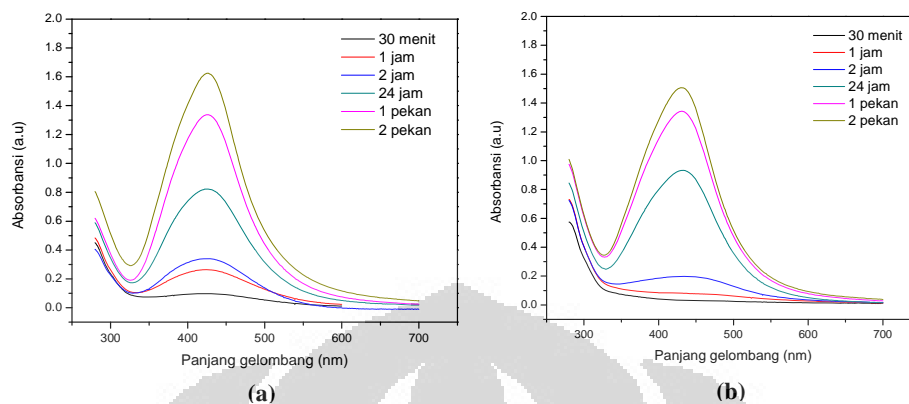 2.0
1.8
1.6
1.4
1.2
1.0
0.8
0.6
0.4
0.2
0.0
Absorbansi (a.u)
30 menit
1 jam
2 jam
24 jam
1 pekan
2 pekan
300 400 500 600 700
Panjang gelombang (nm)
(a)
2.0
1.8
1.6
1.4
1.2
1.0
0.8
0.6
0.4
0.2
0.0
Absorbansi (a.u)
30 menit
1 jam
2 jam
24 jam
1 pekan
2 pekan
300 400 500 600 700
Panjang gelombang (nm)
(b)